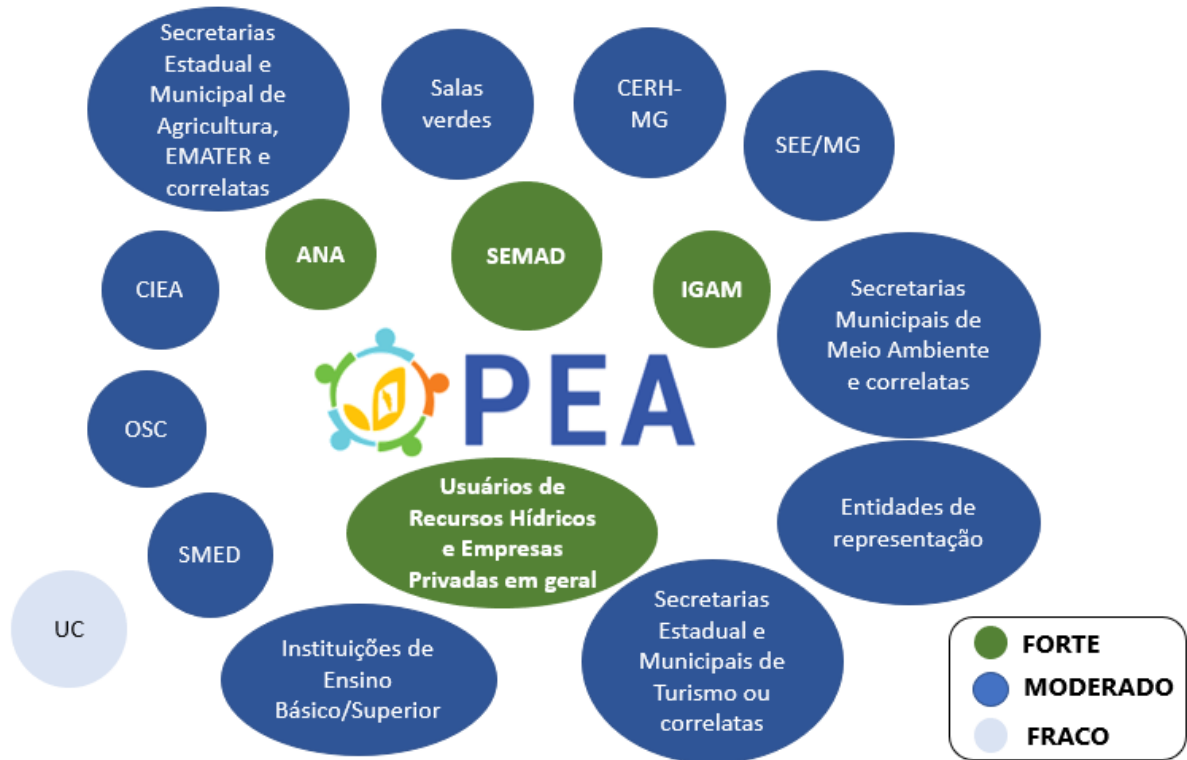 Secretarias
Estadual e
Municipal de
Agricultura,
EMATER e
correlatas
Salas
verdes
CERH-
MG
SEE/MG
ANA
SEMAD
IGAM
CIEA
Secretarias
Municipais de
Meio Ambiente
e correlatas
OSC
PEA
Usuários de
Recursos Hídricos
e Empresas
Privadas em geral
Entidades de
representação
SMED
UC
Instituições de
Ensino
Básico/Superior
Secretarias
Estadual e
Municipais de
Turismo ou
correlatas
FORTE
MODERADO
FRACO